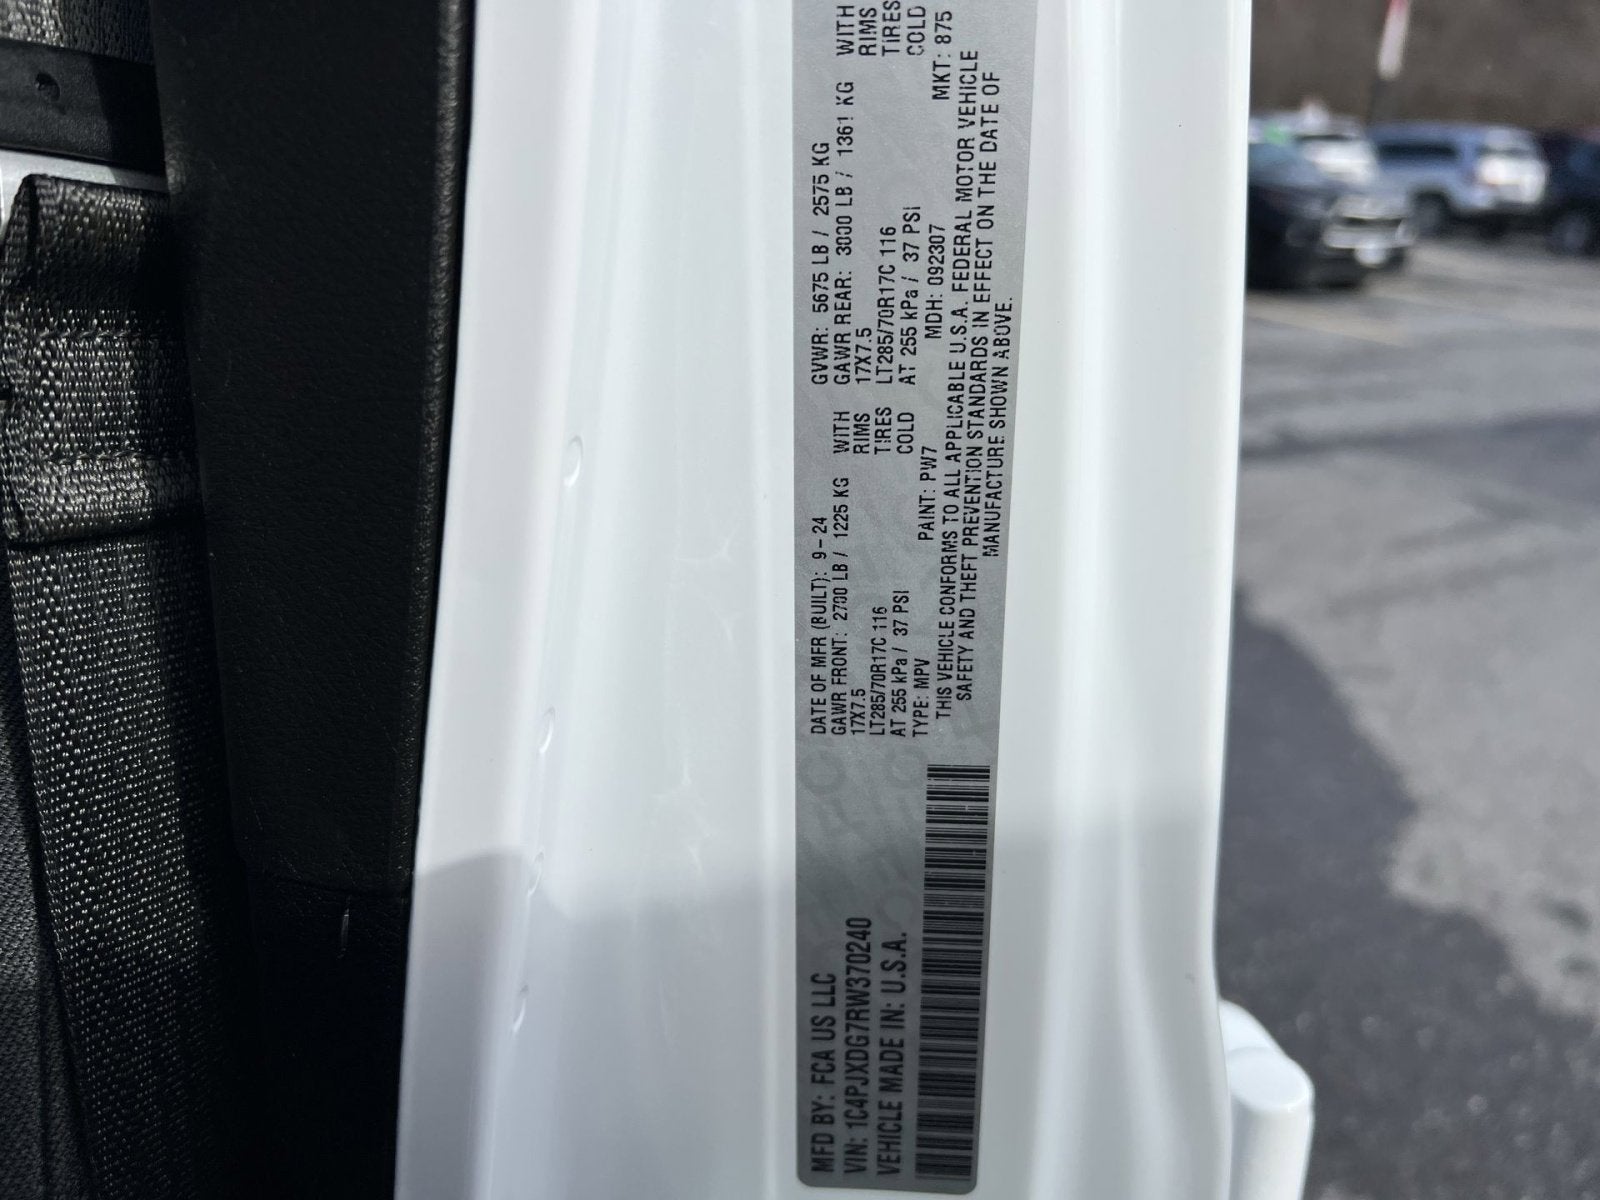 MFD BY: FCA US LLC
VIN: 1C4PJXDG7RW370240
VEHICLE MADE IN: U.S.A.
DATE OF MFR (BUILT): 9-24 GVWR: 5675 LB / 2575 KG
GAWR FRONT: 2700 LB / 1225 KG WITH GAWR REAR: 3000 LB / 1361 KG WITH
17X7.5 RIMS 17X7.5 RIMS
LT285/70R17C 116 TIRES LT285/70R17C 116 TIRES
AT 255 kPa / 37 PSI COLD AT 255 kPa / 37 PSI COLD
TYPE: MPV PAINT: PW7 MDH: 092307 MKT: 875
THIS VEHICLE CONFORMS TO ALL APPLICABLE U.S.A. FEDERAL MOTOR VEHICLE
SAFETY AND THEFT PREVENTION STANDARDS IN EFFECT ON THE DATE OF
MANUFACTURE SHOWN ABOVE.